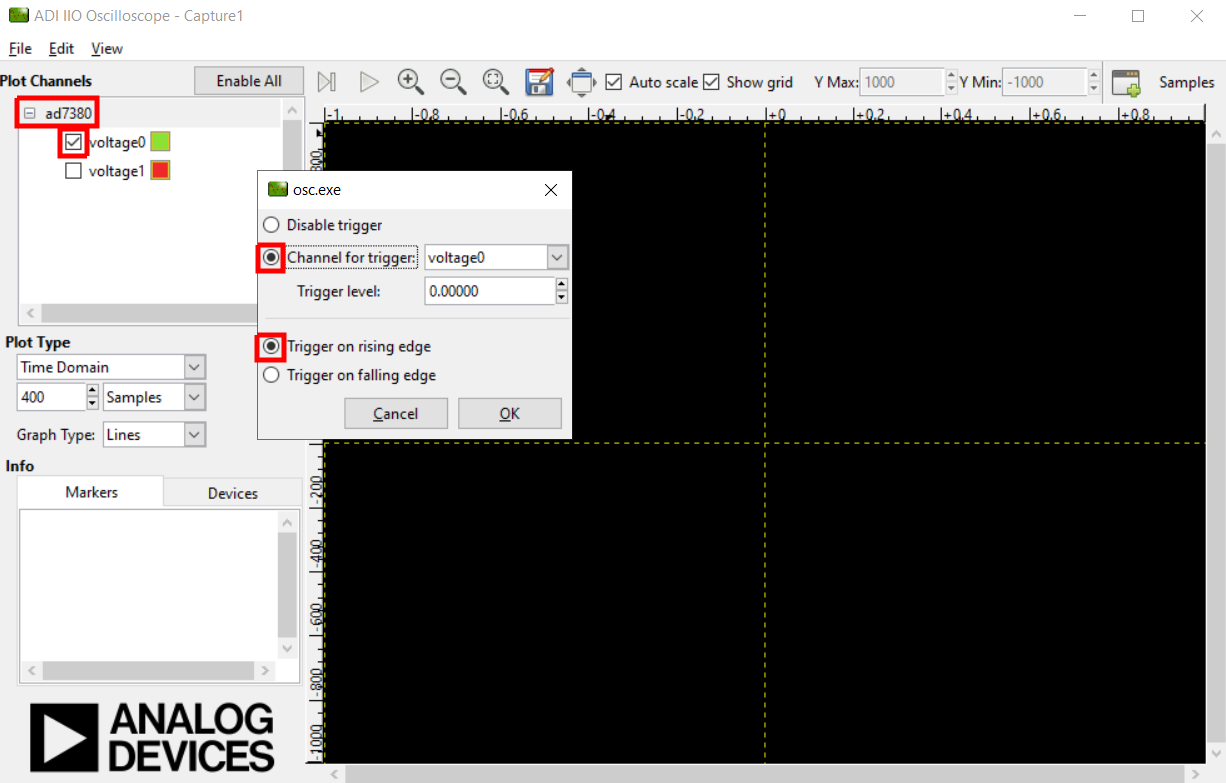 ADI IIO Oscilloscope - Capture1
File Edit View
Plot Channels Enable All Auto scale Show grid Y Max: 1000 Y Min: -1000 Samples
ad7380
voltage0
voltage1
-1 -0,8 -0,6 -0,4 -0,2 +0 +0,2 +0,4 +0,6 +0,8
800
osc.exe
Disable trigger
Channel for trigger: voltage0
Trigger level: 0.00000
Trigger on rising edge
Trigger on falling edge
Cancel OK
Plot Type
Time Domain
400 Samples
Graph Type: Lines
Info
Markers Devices
-200
-400
-600
-800
-1000
ANALOG
DEVICES